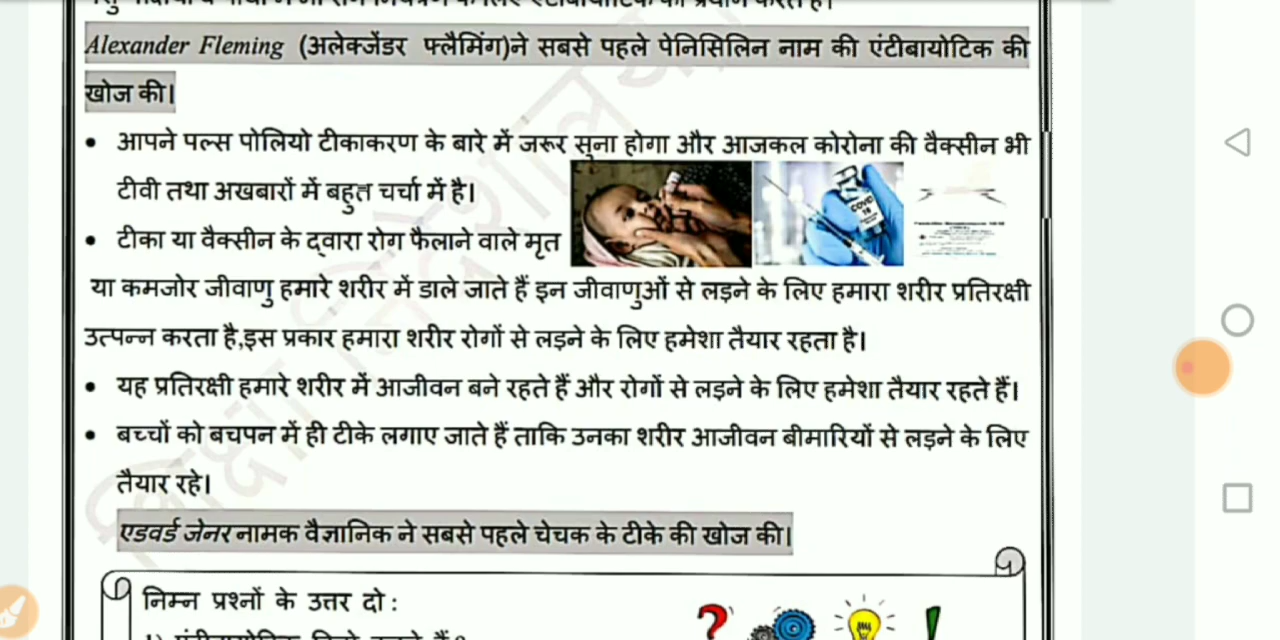 Alexander Fleming (अलेक्जेंडर फ्लैमिंग)ने सबसे पहले पेनिसिलिन नाम की एंटीबायोटिक की
खोज की।
• आपने पल्स पोलियो टीकाकरण के बारे में जरूर सुना होगा और आजकल कोरोना की वैक्सीन भी
टीवी तथा अखबारों में बहुत चर्चा में है।
COVID
• टीका या वैक्सीन के द्वारा रोग फैलाने वाले मृत
या कमजोर जीवाणु हमारे शरीर में डाले जाते हैं इन जीवाणुओं से लड़ने के लिए हमारा शरीर प्रतिरक्षी
उत्पन्न करता है,इस प्रकार हमारा शरीर रोगों से लड़ने के लिए हमेशा तैयार रहता है।
• यह प्रतिरक्षी हमारे शरीर में आजीवन बने रहते हैं और रोगों से लड़ने के लिए हमेशा तैयार रहते हैं।
• बच्चों को बचपन में ही टीके लगाए जाते हैं ताकि उनका शरीर आजीवन बीमारियों से लड़ने के लिए
तैयार रहे।
एडवर्ड जेनर नामक वैज्ञानिक ने सबसे पहले चेचक के टीके की खोज की।
निम्न प्रश्नों के उत्तर दो :